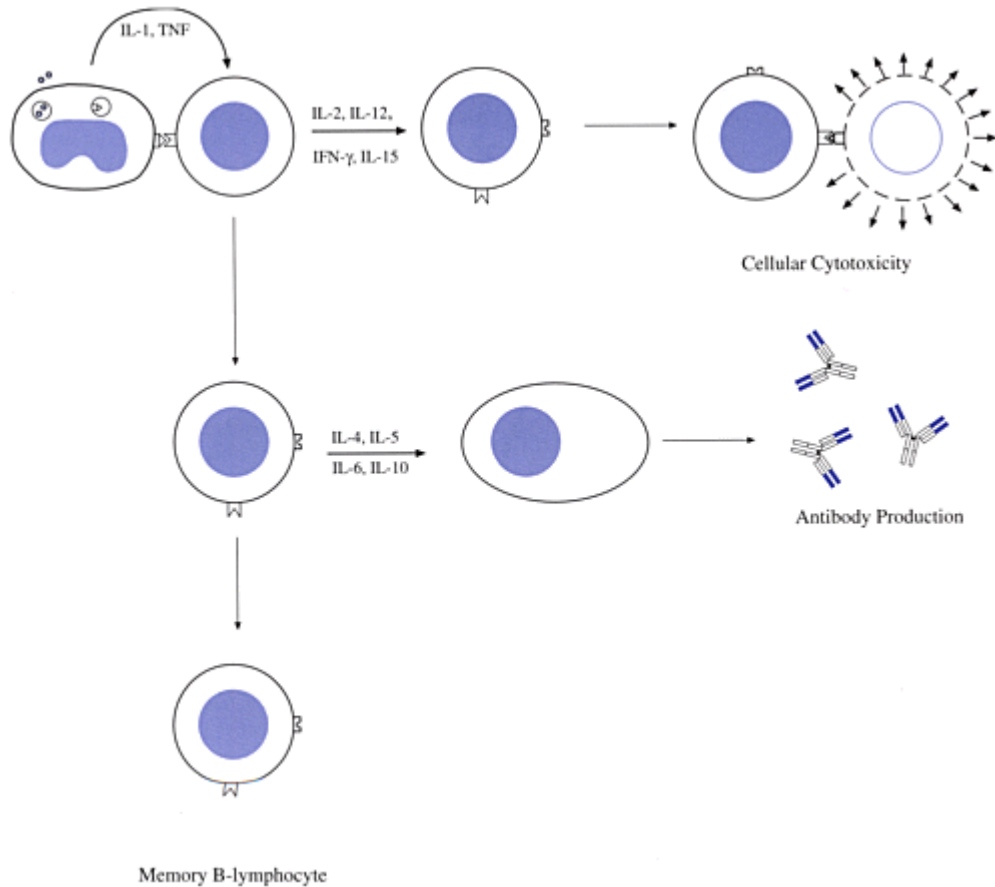 IL-1, TNF
IL-2, IL-12,
IFN-γ, IL-15
Cellular Cytotoxicity
IL-4, IL-5
IL-6, IL-10
Antibody Production
Memory B-lymphocyte